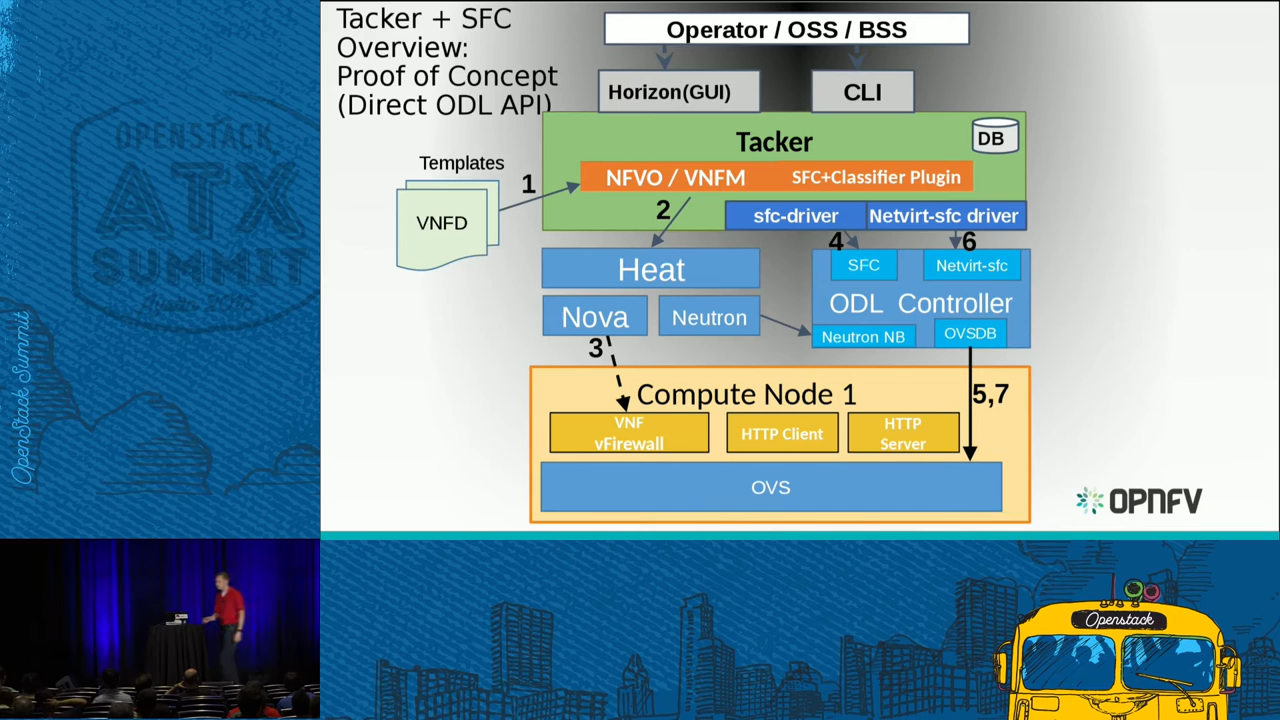 Tacker + SFC
Overview:
Proof of Concept
(Direct ODL API)
Operator / OSS / BSS
Horizon(GUI)
CLI
Tacker
DB
NFVO / VNFM
SFC+Classifier Plugin
sfc-driver
Netvirt-sfc driver
Templates
VNFD
1
2
4
6
Heat
Nova
Neutron
SFC
Netvirt-sfc
ODL Controller
Neutron NB
OVSDB
3
5,7
Compute Node 1
VNF
vFirewall
HTTP Client
HTTP
Server
OVS
OPNFV
OPENSTACK
ATX
SUMMIT
Austin 2016
OpenStack Summit
Openstack